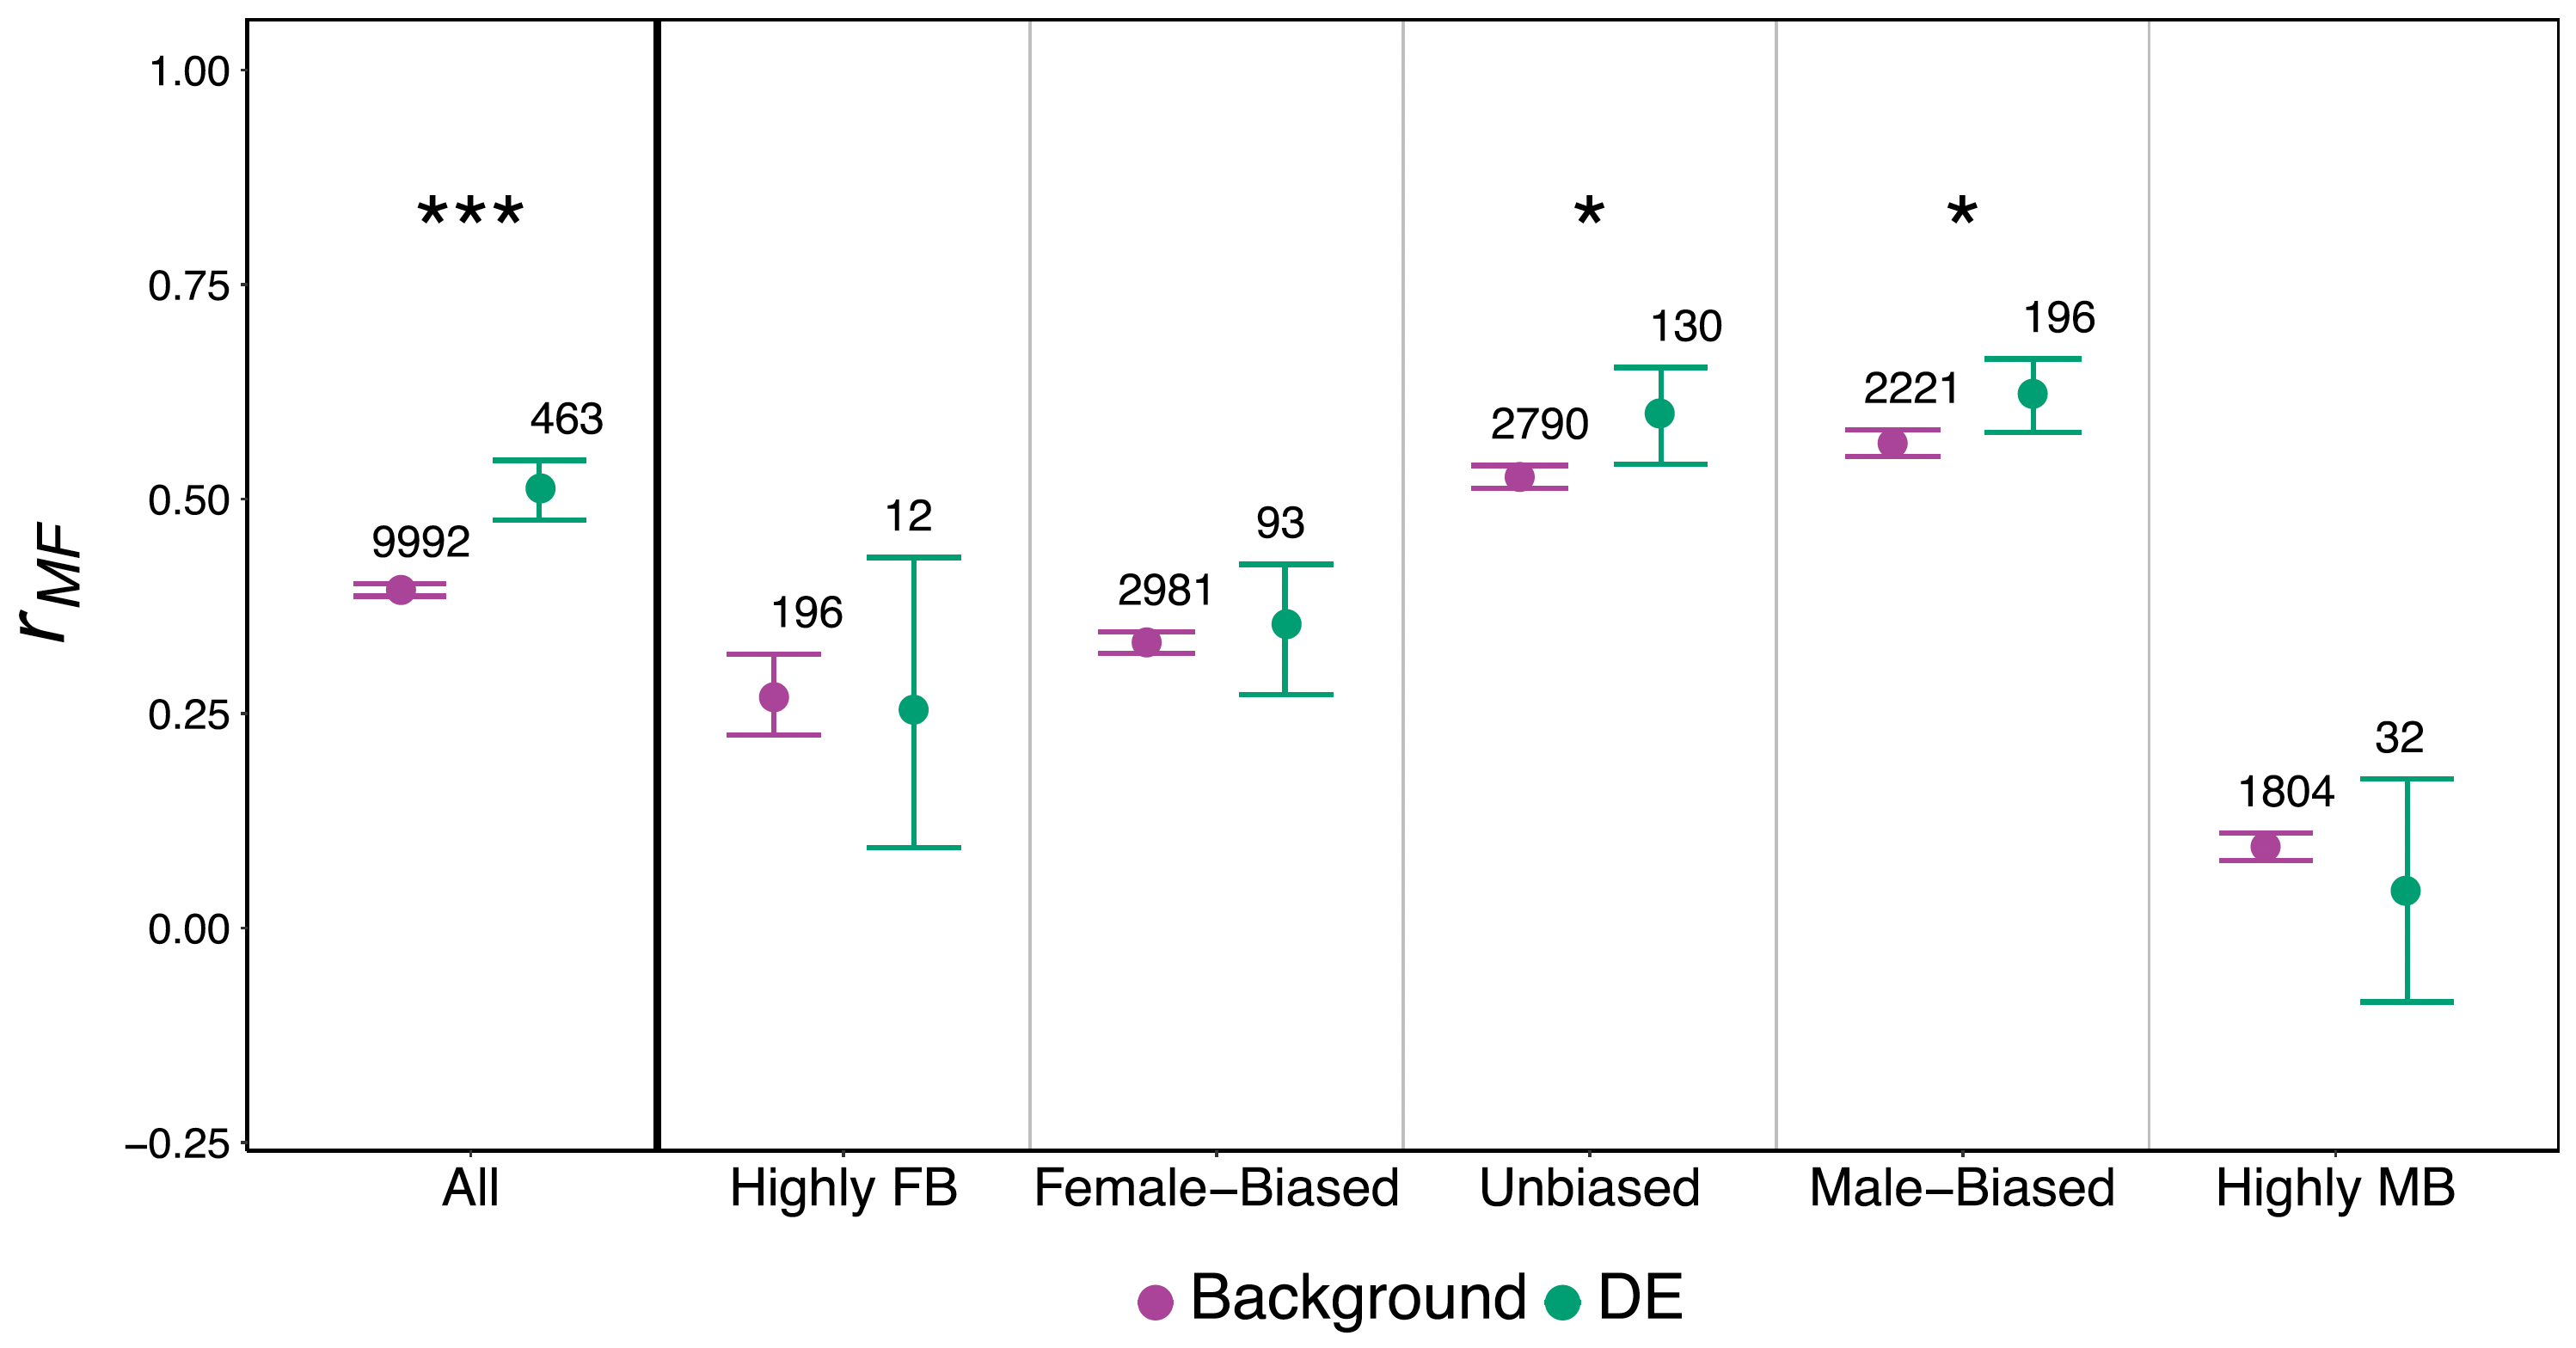 r MF
1.00
0.75
0.50
0.25
0.00
−0.25
*** * *
9992 463 196 12 2981 93 2790 130 2221 196 1804 32
All Highly FB Female−Biased Unbiased Male−Biased Highly MB
Background DE